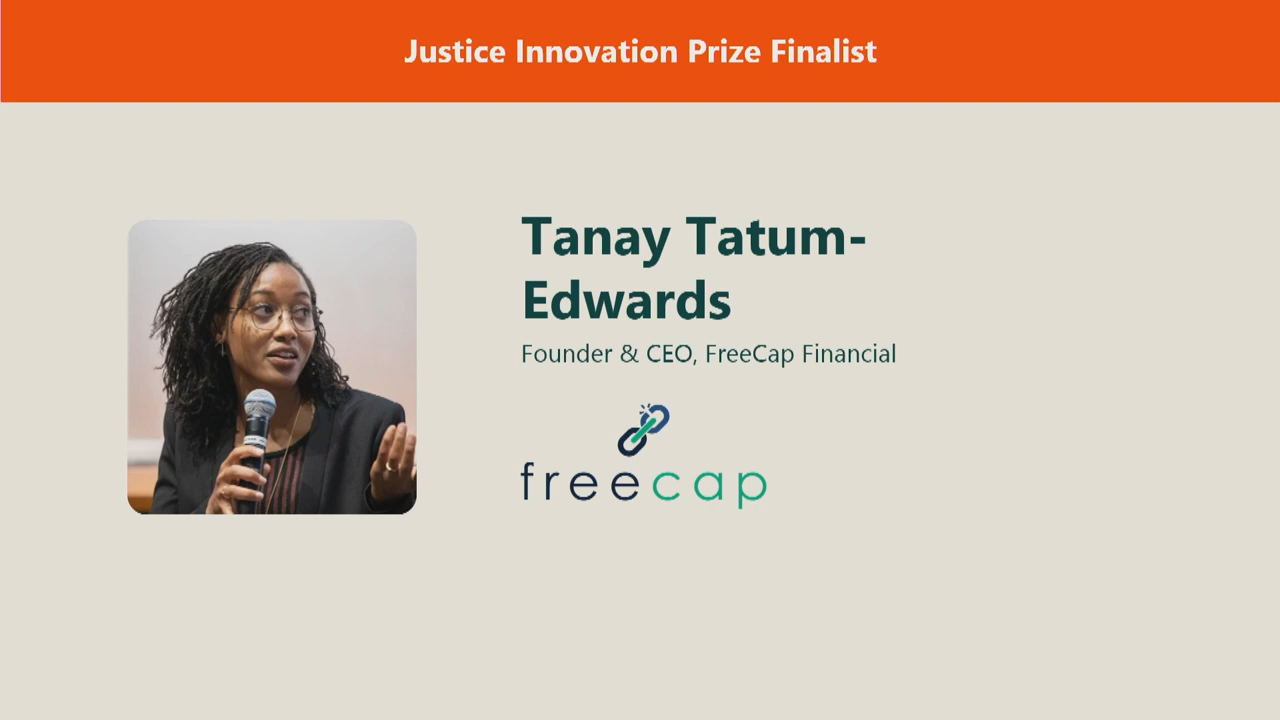 Justice Innovation Prize Finalist
Tanay Tatum-
Edwards
Founder & CEO, FreeCap Financial
freecap